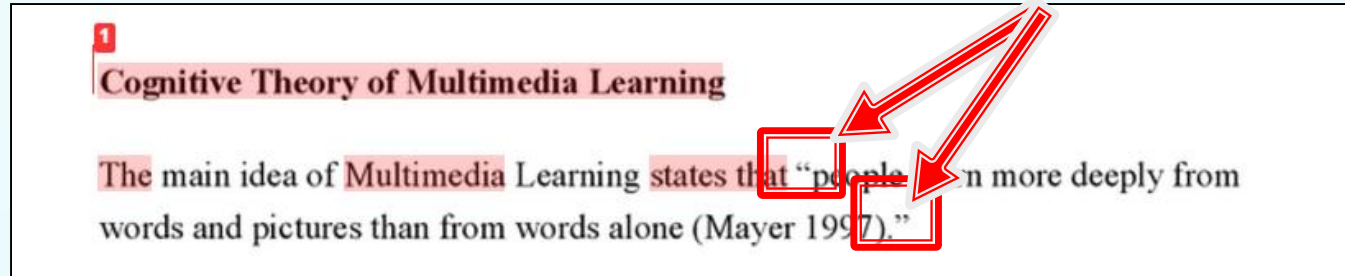 1
Cognitive Theory of Multimedia Learning
The main idea of Multimedia Learning states that “people n more deeply from
words and pictures than from words alone (Mayer 1997).”